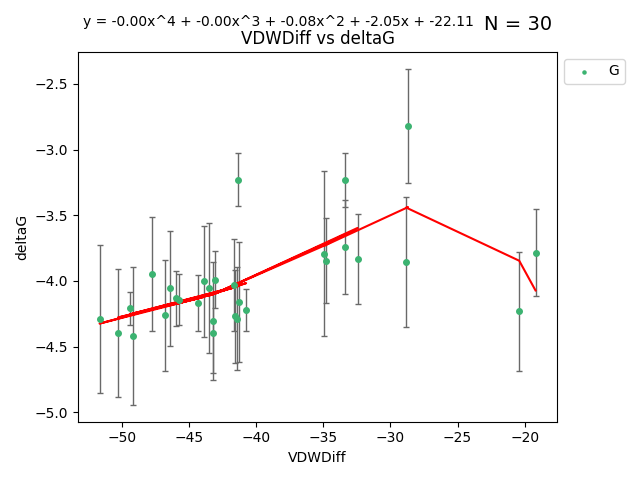 y = -0.00x^4 + -0.00x^3 + -0.08x^2 + -2.05x + -22.11 N = 30
VDWDiff vs deltaG
G
−2.5
−3.0
−3.5
−4.0
−4.5
−5.0
deltaG
−50 −45 −40 −35 −30 −25 −20
VDWDiff